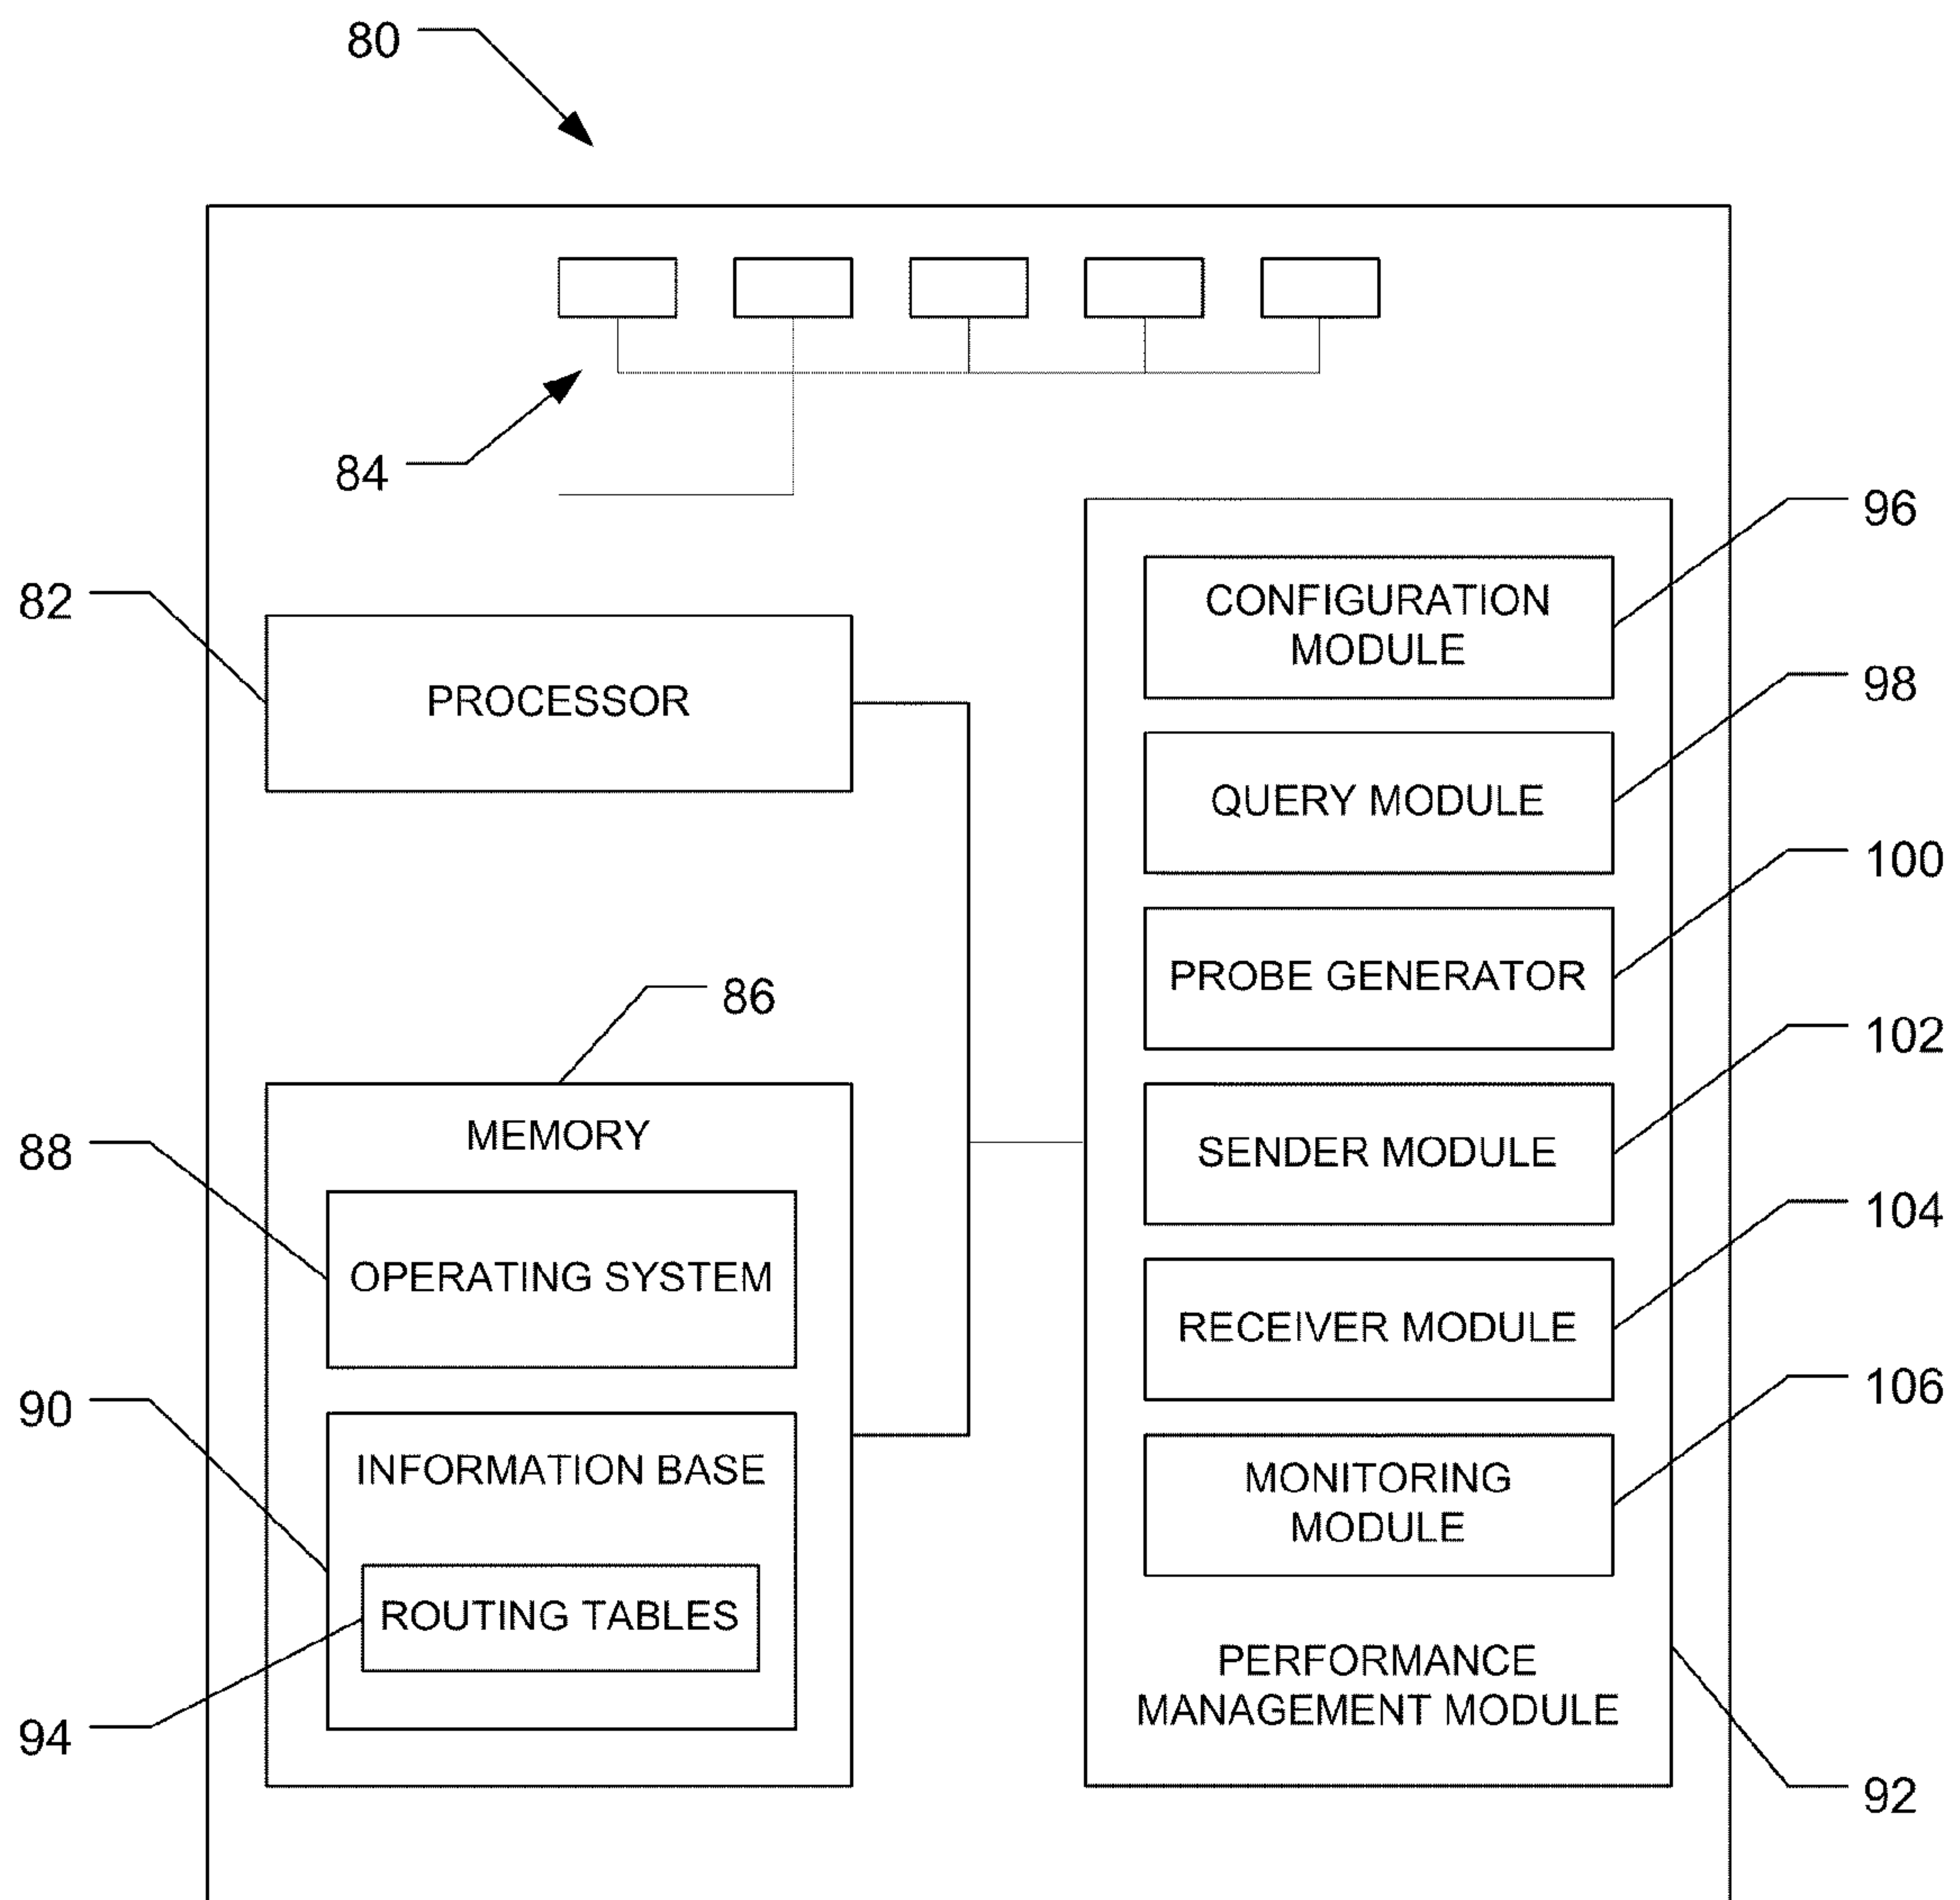 80
84
96
CONFIGURATION
MODULE
82
PROCESSOR
98
QUERY MODULE
100
PROBE GENERATOR
86
102
MEMORY
SENDER MODULE
88
OPERATING SYSTEM
104
RECEIVER MODULE
90
INFORMATION BASE
106
MONITORING
MODULE
ROUTING TABLES
94
PERFORMANCE
MANAGEMENT MODULE
92